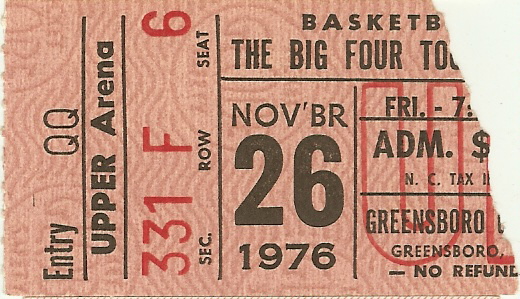 Entry QQ
UPPER Arena
331 F 6
SEC. ROW SEAT
BASKETB
THE BIG FOUR TOU
NOV'BR
26
1976
FRI. - 7:
ADM. $
N. C. TAX I
GREENSBORO
GREENSBORO,
— NO REFUND